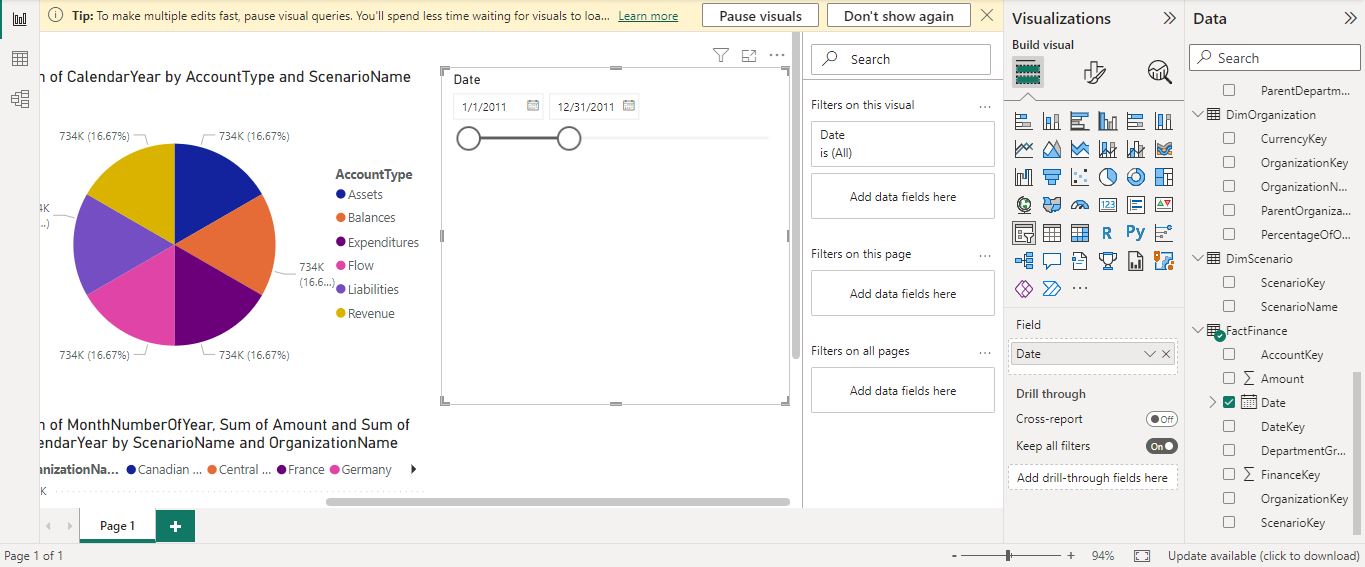 Tip: To make multiple edits fast, pause visual queries. You'll spend less time waiting for visuals to loa... Learn more
Pause visuals
Don't show again
n of CalendarYear by AccountType and ScenarioName
734K (16.67%)
734K (16.67%)
4K
...)
734K
(16.6...)
734K (16.67%)
734K (16.67%)
AccountType
Assets
Balances
Expenditures
Flow
Liabilities
Revenue
Date
1/1/2011
12/31/2011
n of MonthNumberOfYear, Sum of Amount and Sum of
endarYear by ScenarioName and OrganizationName
anizationNa... Canadian ... Central ... France Germany
K
Search
Filters on this visual ...
Date
is (All)
Add data fields here
Filters on this page ...
Add data fields here
Filters on all pages ...
Add data fields here
Visualizations
Build visual
123
R
Py
...
Field
Date
Drill through
Cross-report Off
Keep all filters On
Add drill-through fields here
Data
Search
ParentDepartm...
DimOrganization
CurrencyKey
OrganizationKey
OrganizationN...
ParentOrganiza...
PercentageOfO...
DimScenario
ScenarioKey
ScenarioName
FactFinance
AccountKey
Σ Amount
Date
DateKey
DepartmentGr...
Σ FinanceKey
OrganizationKey
ScenarioKey
Page 1
+
Page 1 of 1
- + 94%
Update available (click to download)